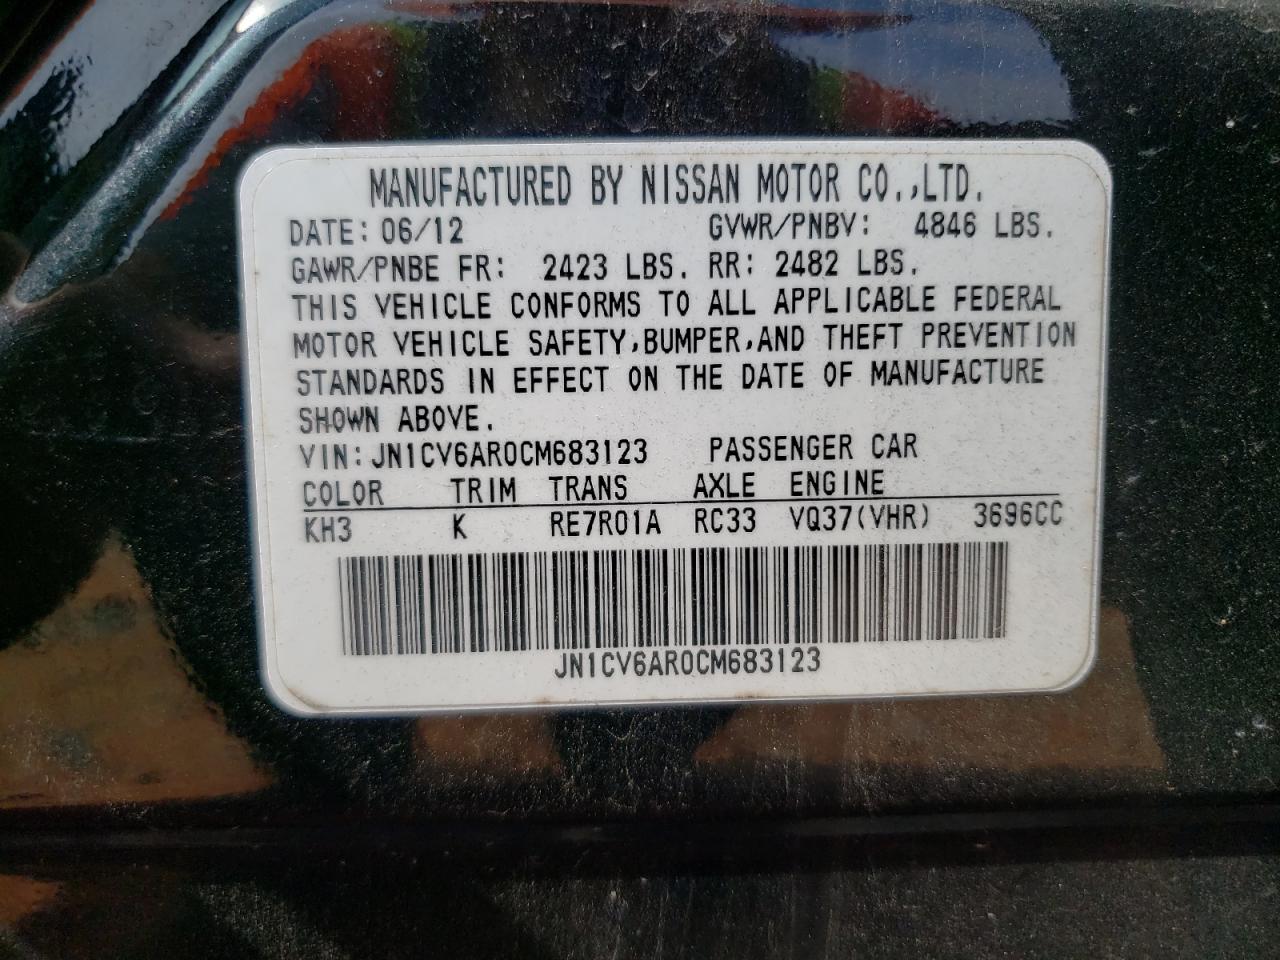 MANUFACTURED BY NISSAN MOTOR CO.,LTD.
DATE: 06/12 GVWR/PNBV: 4846 LBS.
GAWR/PNBE FR: 2423 LBS. RR: 2482 LBS.
THIS VEHICLE CONFORMS TO ALL APPLICABLE FEDERAL
MOTOR VEHICLE SAFETY,BUMPER,AND THEFT PREVENTION
STANDARDS IN EFFECT ON THE DATE OF MANUFACTURE
SHOWN ABOVE.
VIN:JN1CV6AR0CM683123 PASSENGER CAR
COLOR TRIM TRANS AXLE ENGINE
KH3 K RE7R01A RC33 VQ37(VHR) 3696CC
JN1CV6AR0CM683123